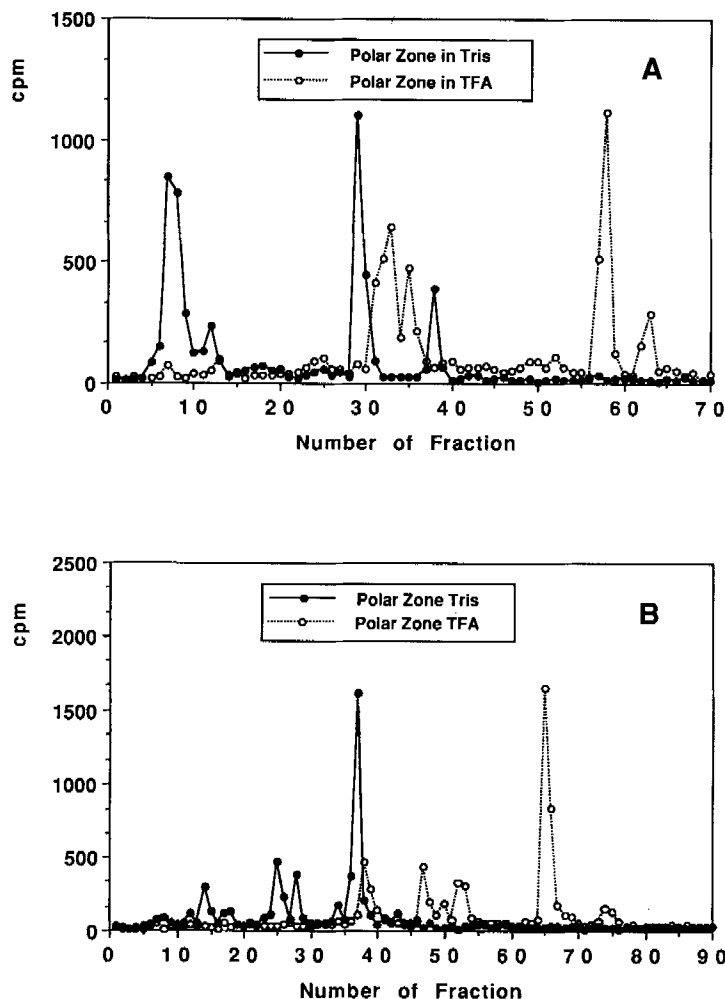 1500
1000
500
0
cpm
Polar Zone in Tris
Polar Zone in TFA
A
0 10 20 30 40 50 60 70
Number of Fraction
2500
2000
1500
1000
500
0
cpm
Polar Zone Tris
Polar Zone TFA
B
0 10 20 30 40 50 60 70 80 90
Number of Fraction